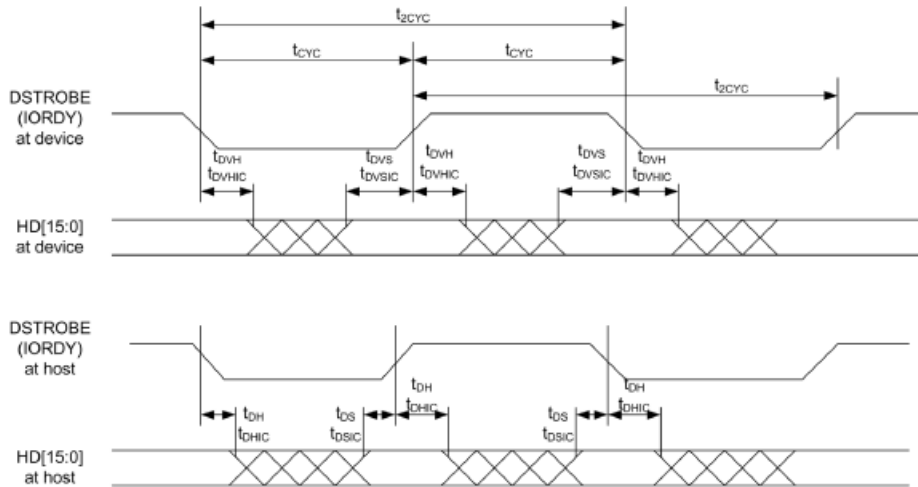 t2CYC
tCYC
tCYC
t2CYC
DSTROBE
(IORDY)
at device
tDVH
tDVHIC
tDVS
tDVSIC
tDVH
tDVHIC
tDVS
tDVSIC
tDVH
tDVHIC
HD[15:0]
at device
DSTROBE
(IORDY)
at host
tDH
tDHIC
tDS
tDSIC
tDH
tDHIC
tDS
tDSIC
tDH
tDHIC
HD[15:0]
at host